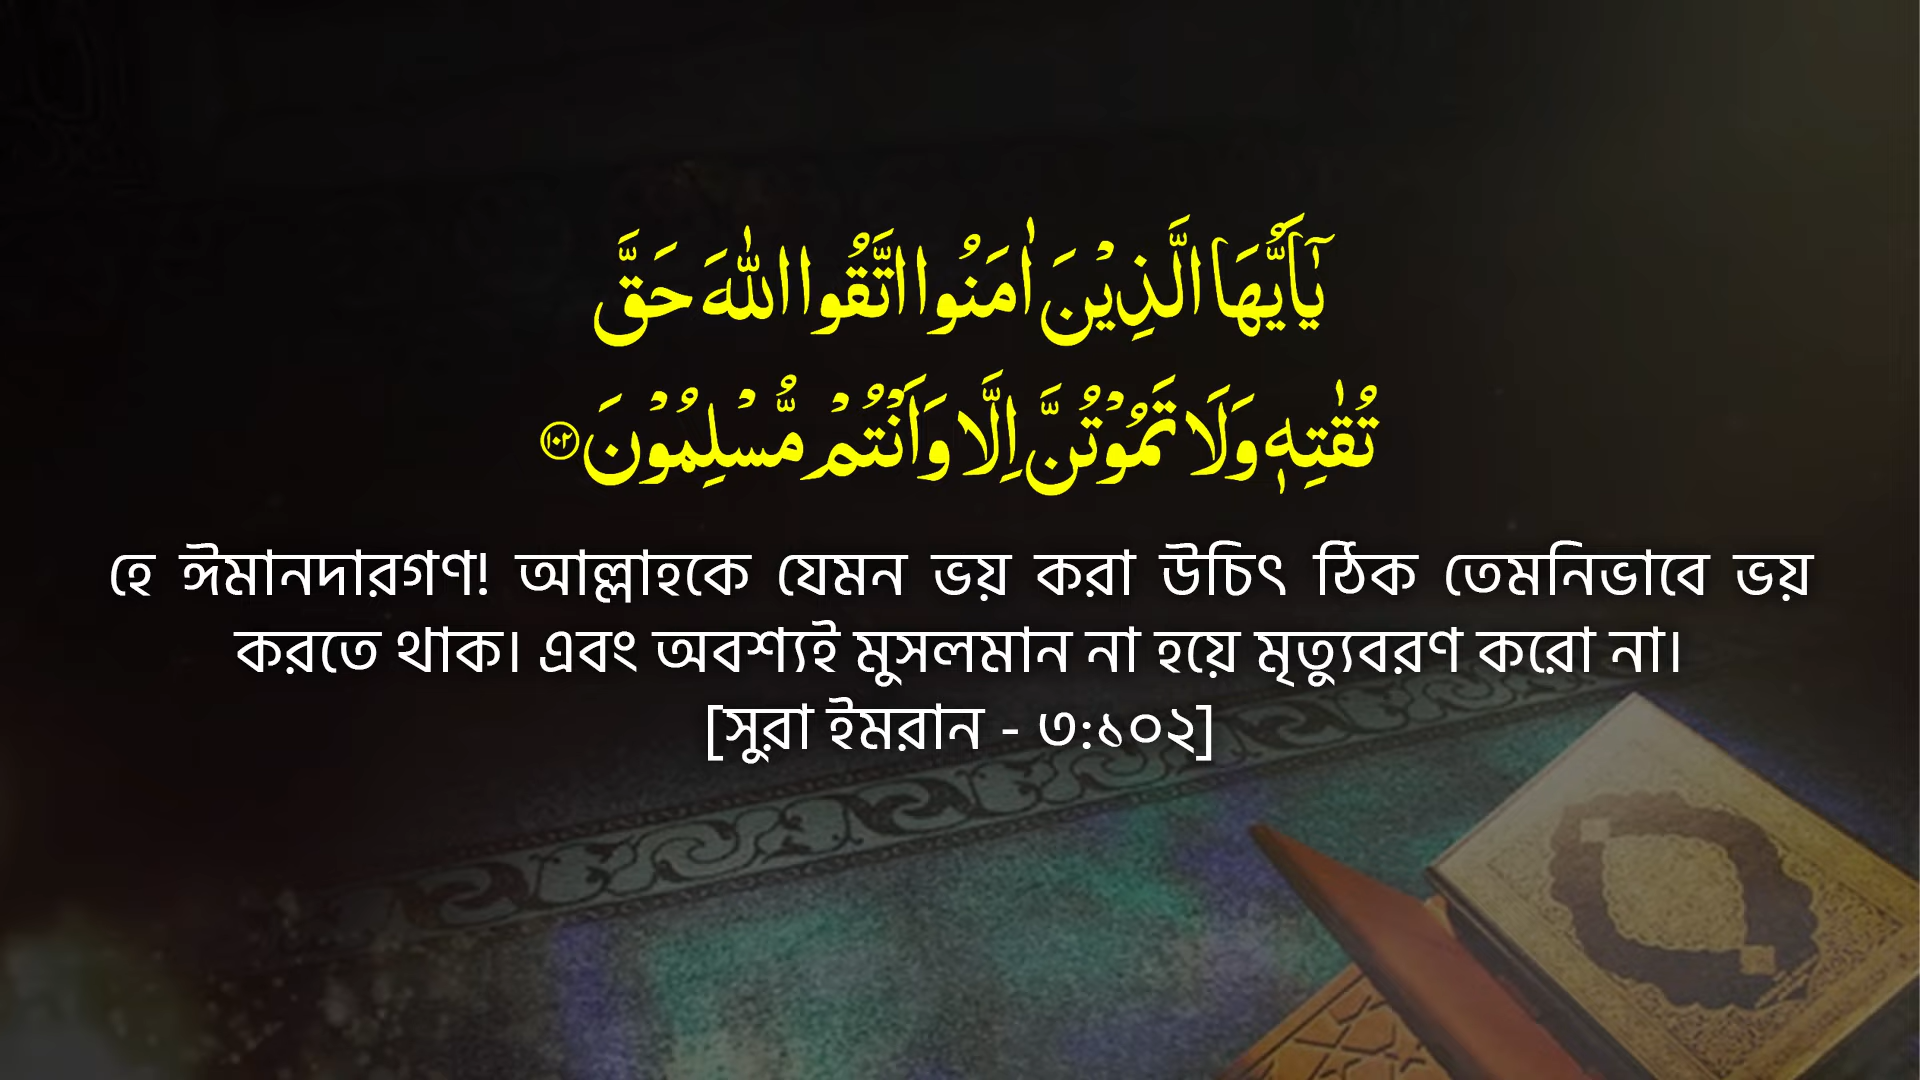 يٰٓاَيُّهَا الَّذِيْنَ اٰمَنُوا اتَّقُوا اللّٰهَ حَقَّ
تُقٰتِهٖ وَلَا تَمُوْتُنَّ اِلَّا وَاَنْتُمْ مُّسْلِمُوْنَ ۝١٠٢
হে ঈমানদারগণ! আল্লাহকে যেমন ভয় করা উচিৎ ঠিক তেমনিভাবে ভয়
করতে থাক। এবং অবশ্যই মুসলমান না হয়ে মৃত্যুবরণ করো না।
[সুরা ইমরান - ৩:১০২]